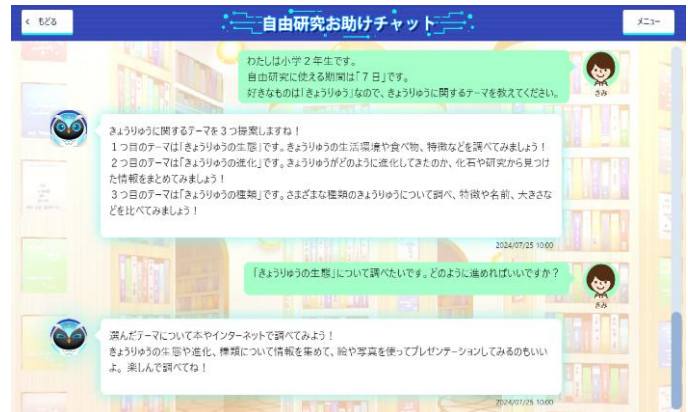 < もどる
自由研究お助けチャット
メニュー
わたしは小学2年生です。
自由研究に使える期間は「7日」です。
好きなものは「きょうりゅう」なので、きょうりゅうに関するテーマを教えてください。
きみ
きょうりゅうに関するテーマを3つ提案しますね！
1つ目のテーマは「きょうりゅうの生態」です。きょうりゅうの生活環境や食べ物、特徴などを調べてみましょう！
2つ目のテーマは「きょうりゅうの進化」です。きょうりゅうがどのように進化してきたのか、化石や研究から見つけ
た情報をまとめてみましょう！
3つ目のテーマは「きょうりゅうの種類」です。さまざまな種類のきょうりゅうについて調べ、特徴や名前、大きさな
どを比べてみましょう！
2024/07/25 10:00
「きょうりゅうの生態」について調べたいです。どのように進めればいいですか？
きみ
選んだテーマについて本やインターネットで調べてみよう！
きょうりゅうの生態や進化、種類について情報を集めて、絵や写真を使ってプレゼンテーションしてみるのもいい
よ。楽しんで調べてね！
2024/07/25 10:00